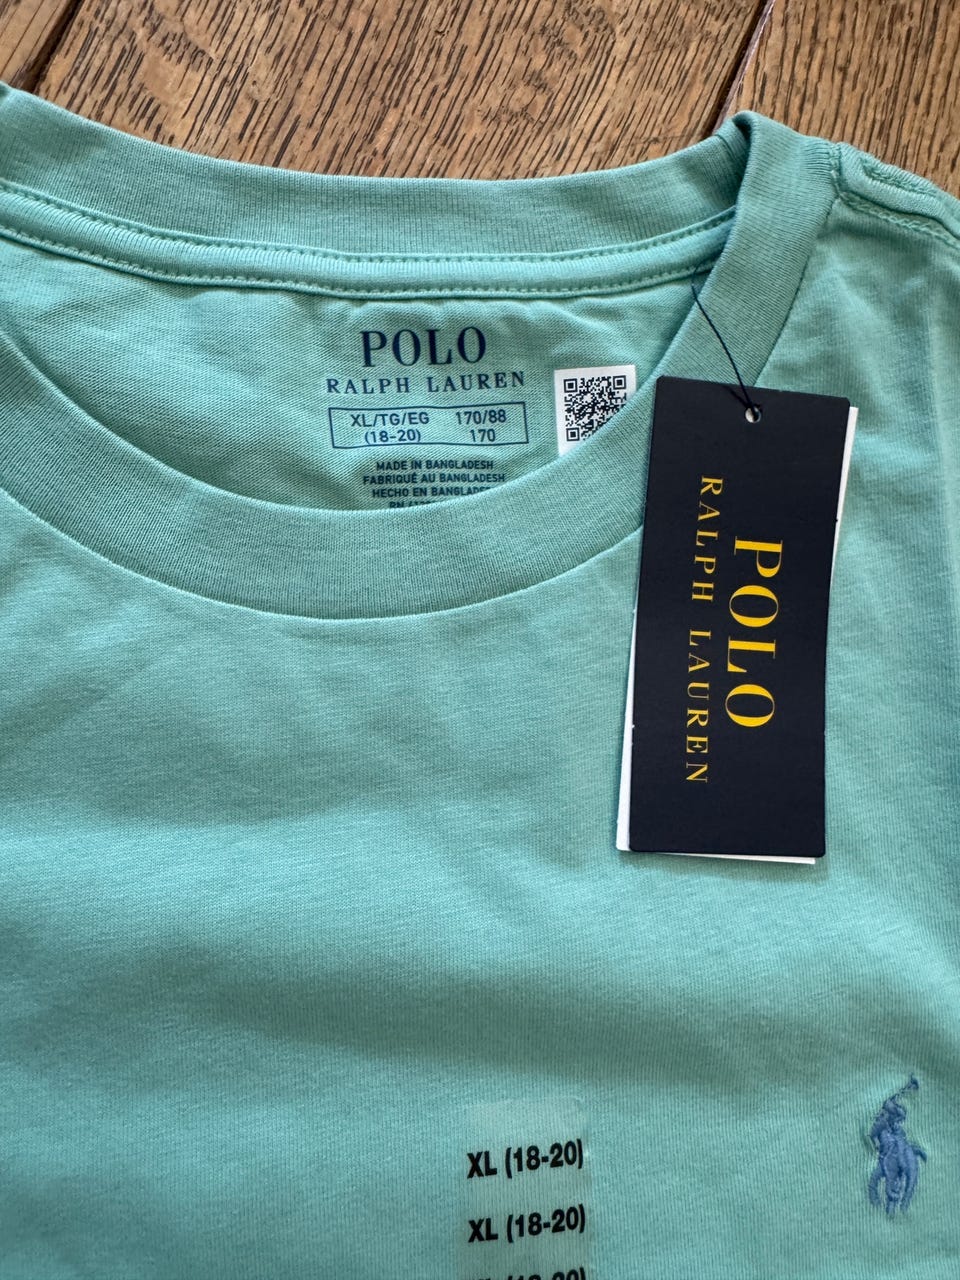 POLO
RALPH LAUREN
XL/TG/EG 170/88
(18-20) 170
MADE IN BANGLADESH
FABRIQUÉ AU BANGLADESH
HECHO EN
POLO
RALPH LAUREN
XL (18-20)
XL (18-20)